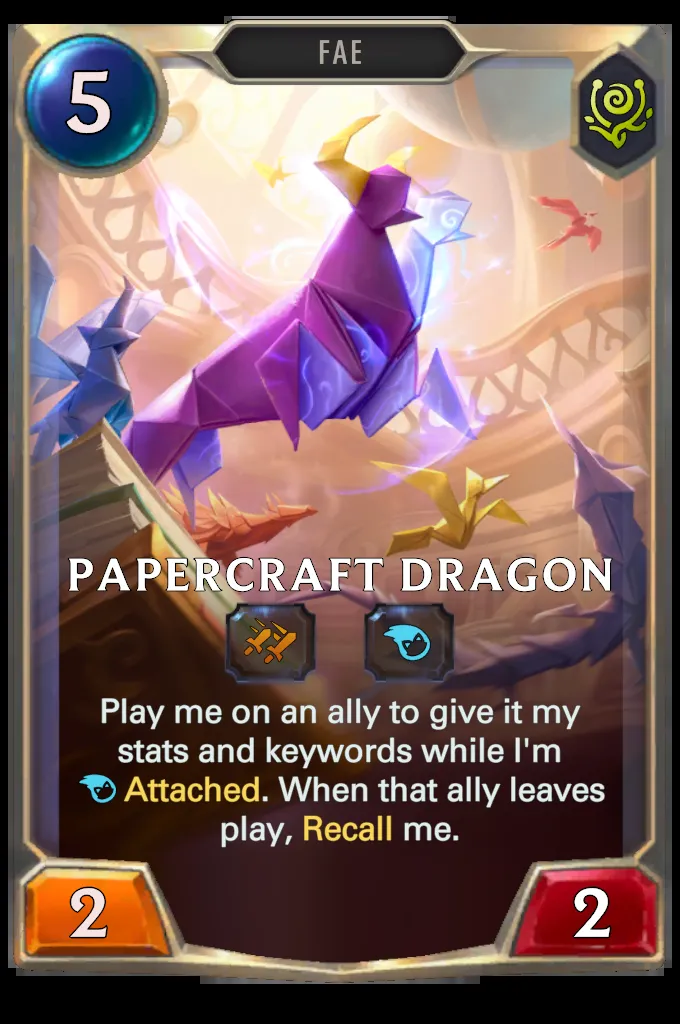 FAE
5
PAPERCRAFT DRAGON
Play me on an ally to give it my
stats and keywords while I'm
Attached. When that ally leaves
play, Recall me.
2
2